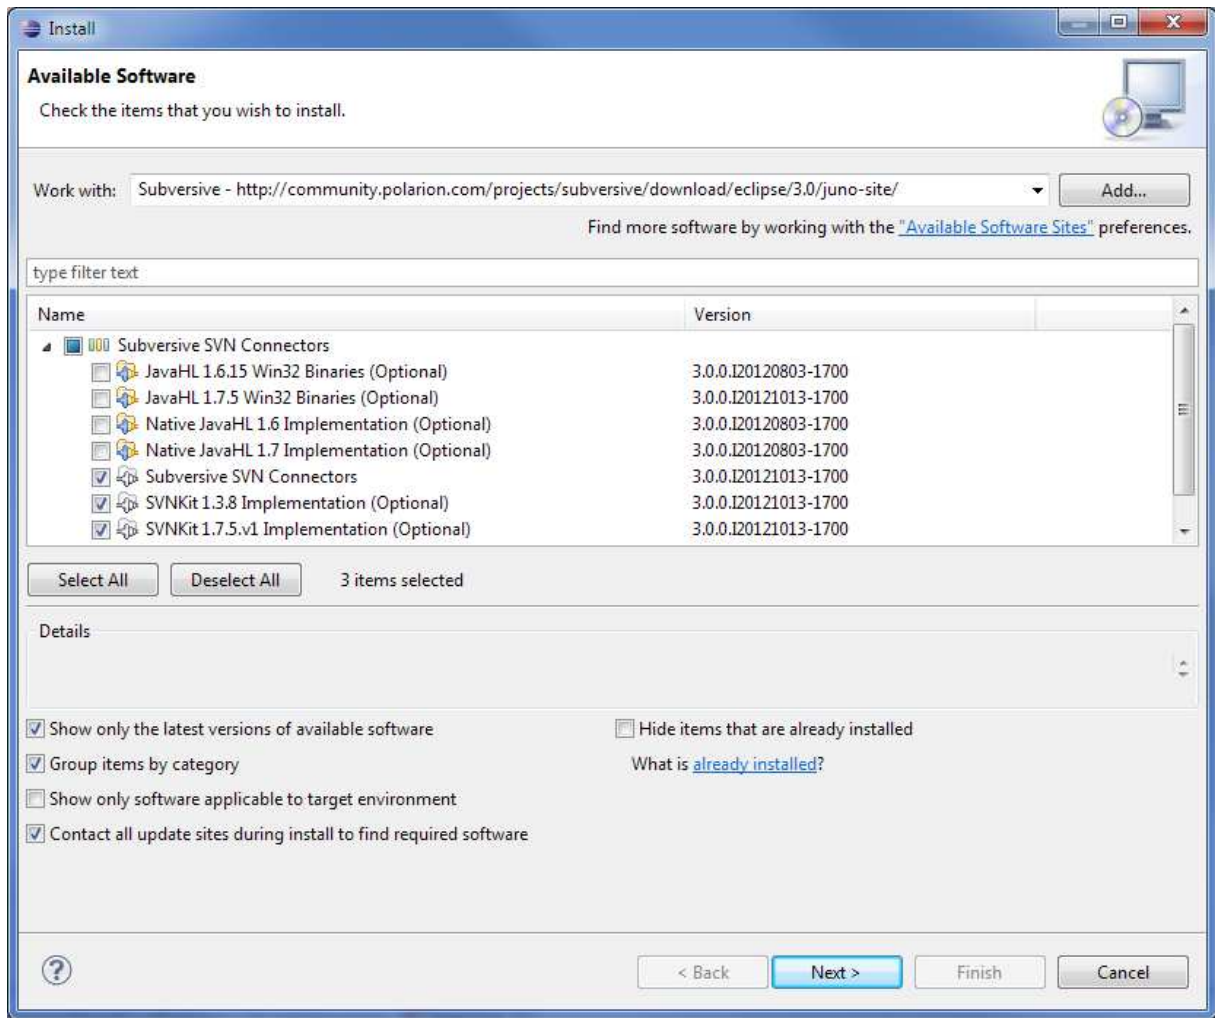 Install
Available Software
Check the items that you wish to install.
Work with: Subversive - http://community.polarion.com/projects/subversive/download/eclipse/3.0/juno-site/ Add...
Find more software by working with the "Available Software Sites" preferences.
type filter text
Name Version
Subversive SVN Connectors
JavaHL 1.6.15 Win32 Binaries (Optional) 3.0.0.I20120803-1700
JavaHL 1.7.5 Win32 Binaries (Optional) 3.0.0.I20121013-1700
Native JavaHL 1.6 Implementation (Optional) 3.0.0.I20120803-1700
Native JavaHL 1.7 Implementation (Optional) 3.0.0.I20120803-1700
Subversive SVN Connectors 3.0.0.I20121013-1700
SVNKit 1.3.8 Implementation (Optional) 3.0.0.I20121013-1700
SVNKit 1.7.5.v1 Implementation (Optional) 3.0.0.I20121013-1700
Select All Deselect All 3 items selected
Details
Show only the latest versions of available software Hide items that are already installed
Group items by category What is already installed?
Show only software applicable to target environment
Contact all update sites during install to find required software
? < Back Next > Finish Cancel